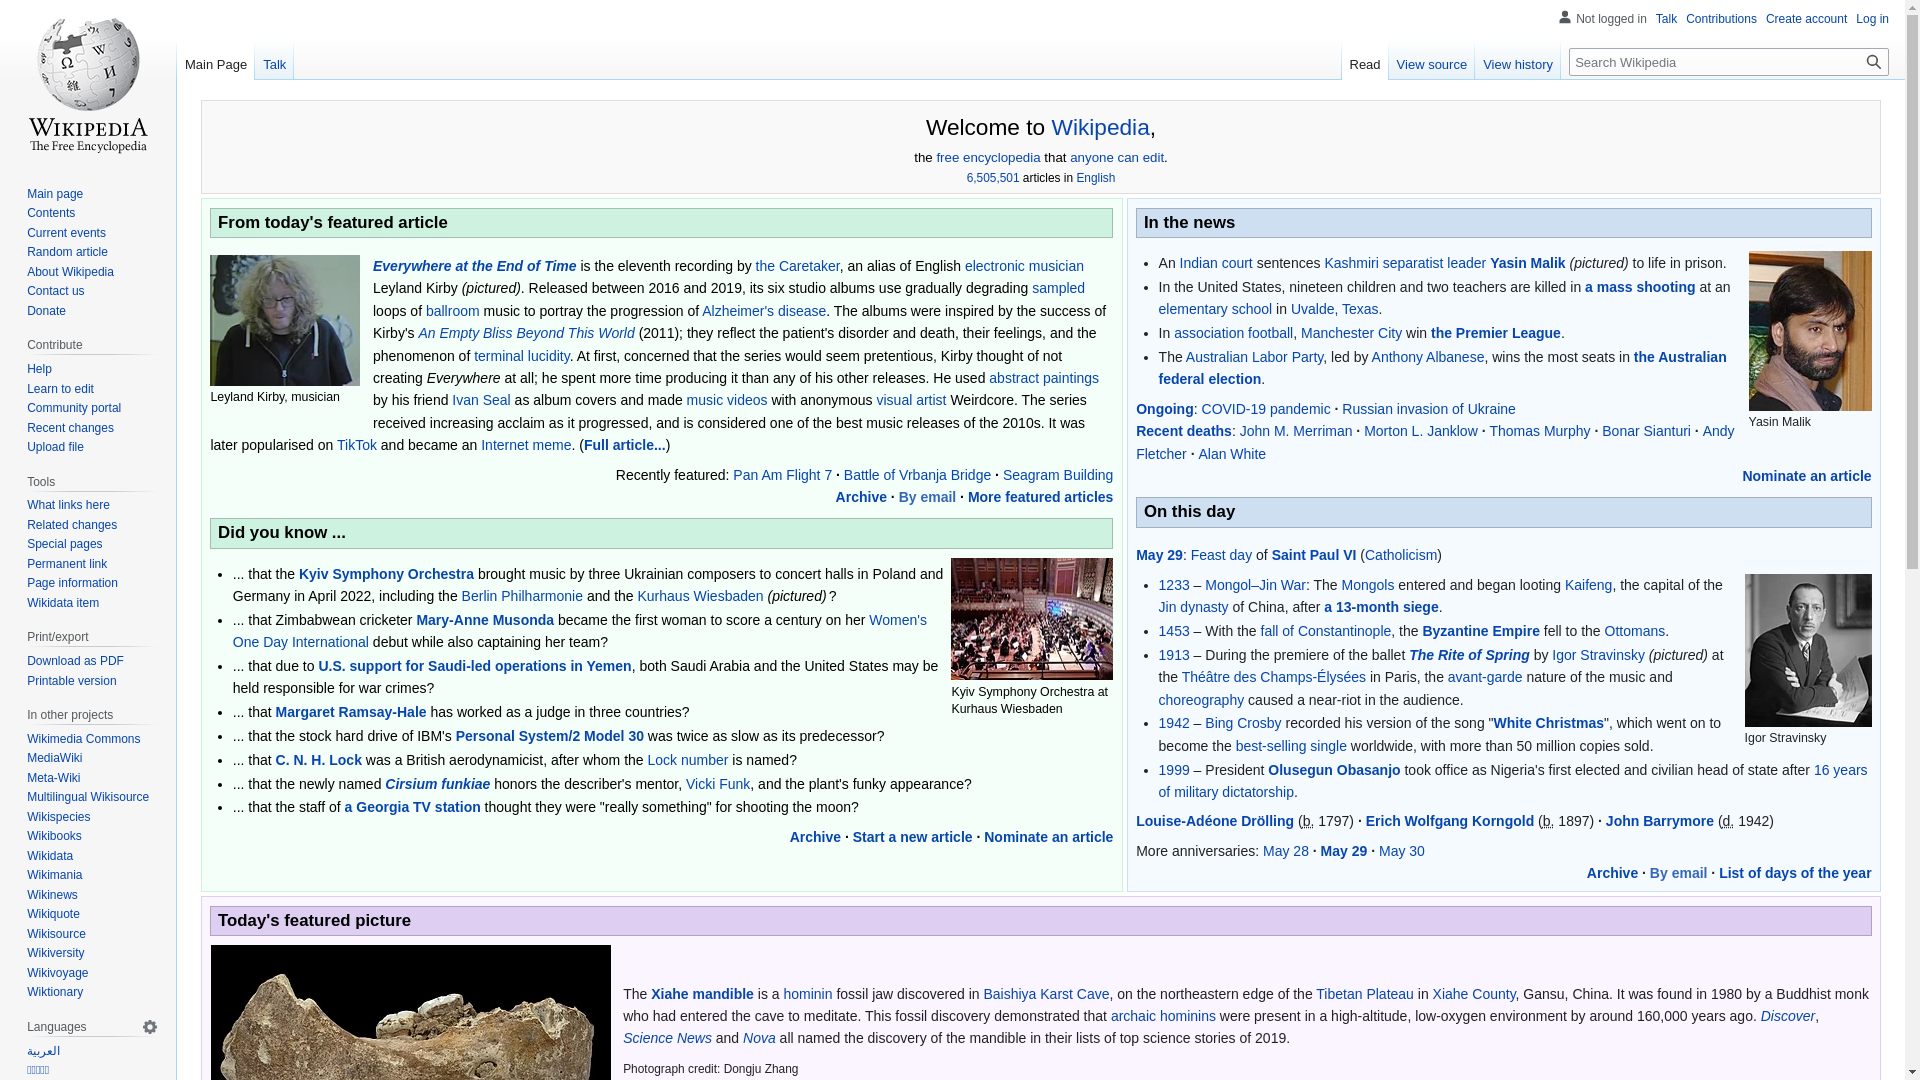 Not logged in Talk Contributions Create account Log in
Main Page Talk Read View source View history Search Wikipedia
WIKIPEDIA
The Free Encyclopedia
Main page
Contents
Current events
Random article
About Wikipedia
Contact us
Donate
Contribute
Help
Learn to edit
Community portal
Recent changes
Upload file
Tools
What links here
Related changes
Special pages
Permanent link
Page information
Wikidata item
Print/export
Download as PDF
Printable version
In other projects
Wikimedia Commons
MediaWiki
Meta-Wiki
Multilingual Wikisource
Wikispecies
Wikibooks
Wikidata
Wikimania
Wikinews
Wikiquote
Wikisource
Wikiversity
Wikivoyage
Wiktionary
Languages
العربية
Welcome to Wikipedia,
the free encyclopedia that anyone can edit.
6,505,501 articles in English
From today's featured article
Leyland Kirby, musician
Everywhere at the End of Time is the eleventh recording by the Caretaker, an alias of English electronic musician
Leyland Kirby (pictured). Released between 2016 and 2019, its six studio albums use gradually degrading sampled
loops of ballroom music to portray the progression of Alzheimer's disease. The albums were inspired by the success of
Kirby's An Empty Bliss Beyond This World (2011); they reflect the patient's disorder and death, their feelings, and the
phenomenon of terminal lucidity. At first, concerned that the series would seem pretentious, Kirby thought of not
creating Everywhere at all; he spent more time producing it than any of his other releases. He used abstract paintings
by his friend Ivan Seal as album covers and made music videos with anonymous visual artist Weirdcore. The series
received increasing acclaim as it progressed, and is considered one of the best music releases of the 2010s. It was
later popularised on TikTok and became an Internet meme. (Full article...)
Recently featured: Pan Am Flight 7 · Battle of Vrbanja Bridge · Seagram Building
Archive · By email · More featured articles
Did you know ...
... that the Kyiv Symphony Orchestra brought music by three Ukrainian composers to concert halls in Poland and
Germany in April 2022, including the Berlin Philharmonie and the Kurhaus Wiesbaden (pictured) ?
... that Zimbabwean cricketer Mary-Anne Musonda became the first woman to score a century on her Women's
One Day International debut while also captaining her team?
... that due to U.S. support for Saudi-led operations in Yemen, both Saudi Arabia and the United States may be
held responsible for war crimes?
... that Margaret Ramsay-Hale has worked as a judge in three countries?
... that the stock hard drive of IBM's Personal System/2 Model 30 was twice as slow as its predecessor?
... that C. N. H. Lock was a British aerodynamicist, after whom the Lock number is named?
... that the newly named Cirsium funkiae honors the describer's mentor, Vicki Funk, and the plant's funky appearance?
... that the staff of a Georgia TV station thought they were "really something" for shooting the moon?
Kyiv Symphony Orchestra at
Kurhaus Wiesbaden
Archive · Start a new article · Nominate an article
In the news
An Indian court sentences Kashmiri separatist leader Yasin Malik (pictured) to life in prison.
In the United States, nineteen children and two teachers are killed in a mass shooting at an
elementary school in Uvalde, Texas.
In association football, Manchester City win the Premier League.
The Australian Labor Party, led by Anthony Albanese, wins the most seats in the Australian
federal election.
Yasin Malik
Ongoing: COVID-19 pandemic · Russian invasion of Ukraine
Recent deaths: John M. Merriman · Morton L. Janklow · Thomas Murphy · Bonar Sianturi · Andy
Fletcher · Alan White
Nominate an article
On this day
May 29: Feast day of Saint Paul VI (Catholicism)
1233 – Mongol–Jin War: The Mongols entered and began looting Kaifeng, the capital of the
Jin dynasty of China, after a 13-month siege.
1453 – With the fall of Constantinople, the Byzantine Empire fell to the Ottomans.
1913 – During the premiere of the ballet The Rite of Spring by Igor Stravinsky (pictured) at
the Théâtre des Champs-Élysées in Paris, the avant-garde nature of the music and
choreography caused a near-riot in the audience.
1942 – Bing Crosby recorded his version of the song "White Christmas", which went on to
become the best-selling single worldwide, with more than 50 million copies sold.
1999 – President Olusegun Obasanjo took office as Nigeria's first elected and civilian head of state after 16 years
of military dictatorship.
Igor Stravinsky
Louise-Adéone Drölling (b. 1797) · Erich Wolfgang Korngold (b. 1897) · John Barrymore (d. 1942)
More anniversaries: May 28 · May 29 · May 30
Archive · By email · List of days of the year
Today's featured picture
The Xiahe mandible is a hominin fossil jaw discovered in Baishiya Karst Cave, on the northeastern edge of the Tibetan Plateau in Xiahe County, Gansu, China. It was found in 1980 by a Buddhist monk
who had entered the cave to meditate. This fossil discovery demonstrated that archaic hominins were present in a high-altitude, low-oxygen environment by around 160,000 years ago. Discover,
Science News and Nova all named the discovery of the mandible in their lists of top science stories of 2019.
Photograph credit: Dongju Zhang